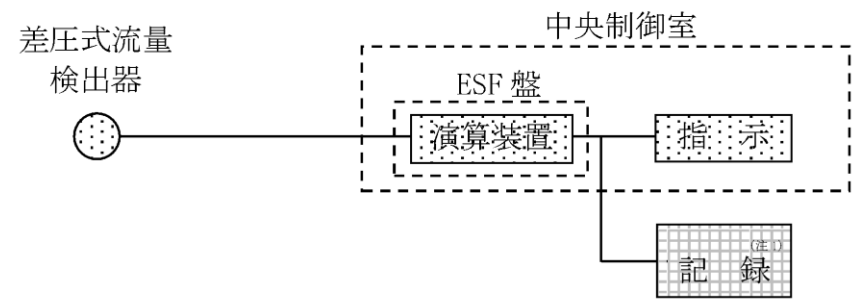 中央制御室
差圧式流量
検出器
ESF 盤
演算装置
指 示
(注1)
記 録